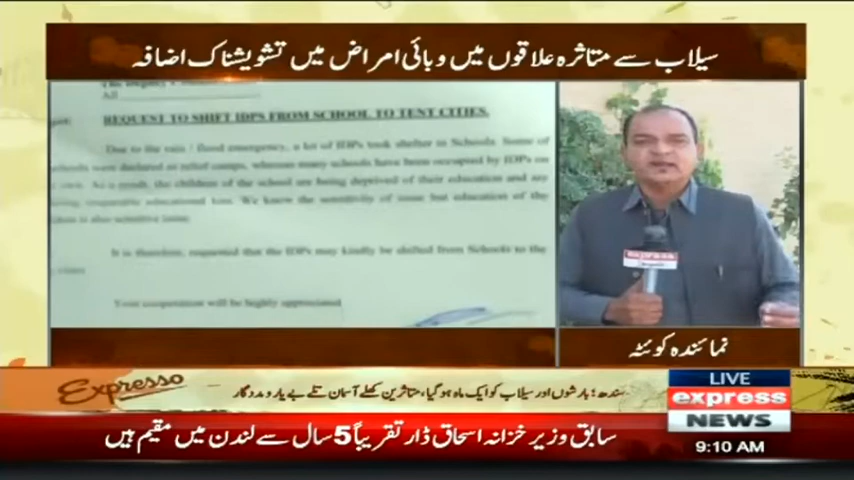 سیلاب سے متاثرہ علاقوں میں وبائی امراض میں تشویشناک اضافہ
All
REQUEST TO SHIFT IDPS FROM SCHOOL TO TENT CITIES.
Due to the rain / flood emergency, a lot of IDPs took shelter in Schools. Some of
schools were declared as relief camps, whereas many schools have been occupied by IDPs on
As a result, the children of the school are being deprived of their education and are
educational loss. We know the sensitivity of issue but education of the
is also sensitive issue.
It is therefore, requested that the IDPs may kindly be shifted from Schools to the
Your cooperation will be highly appreciated
express
نمائندہ کوئٹہ
Expresso
سندھ؛ بارشوں اور سیلاب کو ایک ماہ ہوگیا، متاثرین کھلے آسمان تلے بے یار و مددگار
LIVE
express
NEWS
9:10 AM
سابق وزیر خزانہ اسحاق ڈار تقریباً 5 سال سے لندن میں مقیم ہیں